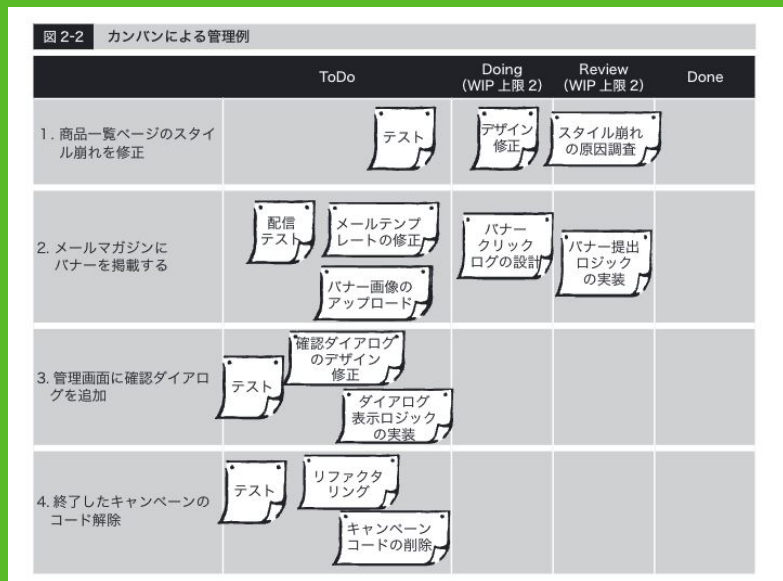 図2-2 カンバンによる管理例
ToDo
Doing
(WIP 上限 2)
Review
(WIP 上限 2)
Done
1. 商品一覧ページのスタイ
ル崩れを修正
テスト
デザイン
修正
スタイル崩れ
の原因調査
2. メールマガジンに
バナーを掲載する
配信
テスト
メールテンプ
レートの修正
バナー画像の
アップロード
バナー
クリック
ログの設計
バナー提出
ロジック
の実装
3. 管理画面に確認ダイアロ
グを追加
テスト
確認ダイアログ
のデザイン
修正
ダイアログ
表示ロジック
の実装
4. 終了したキャンペーンの
コード解除
テスト
リファクタ
リング
キャンペーン
コードの削除